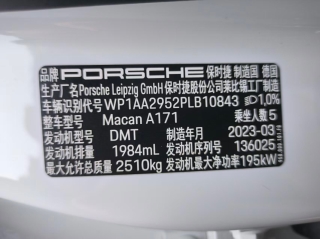 品牌 PORSCHE 保时捷 制造国 德国
生产厂名 Porsche Leipzig GmbH 保时捷股份公司莱比锡工厂
车辆识别代号 WP1AA2952PLB10843 1,0%
整车型号 Macan A171 乘坐人数 5
发动机型号 DMT 制造年月 2023-03
发动机排量 1984mL 发动机序列号 136025
最大允许总质量 2510kg 发动机最大净功率 195kW